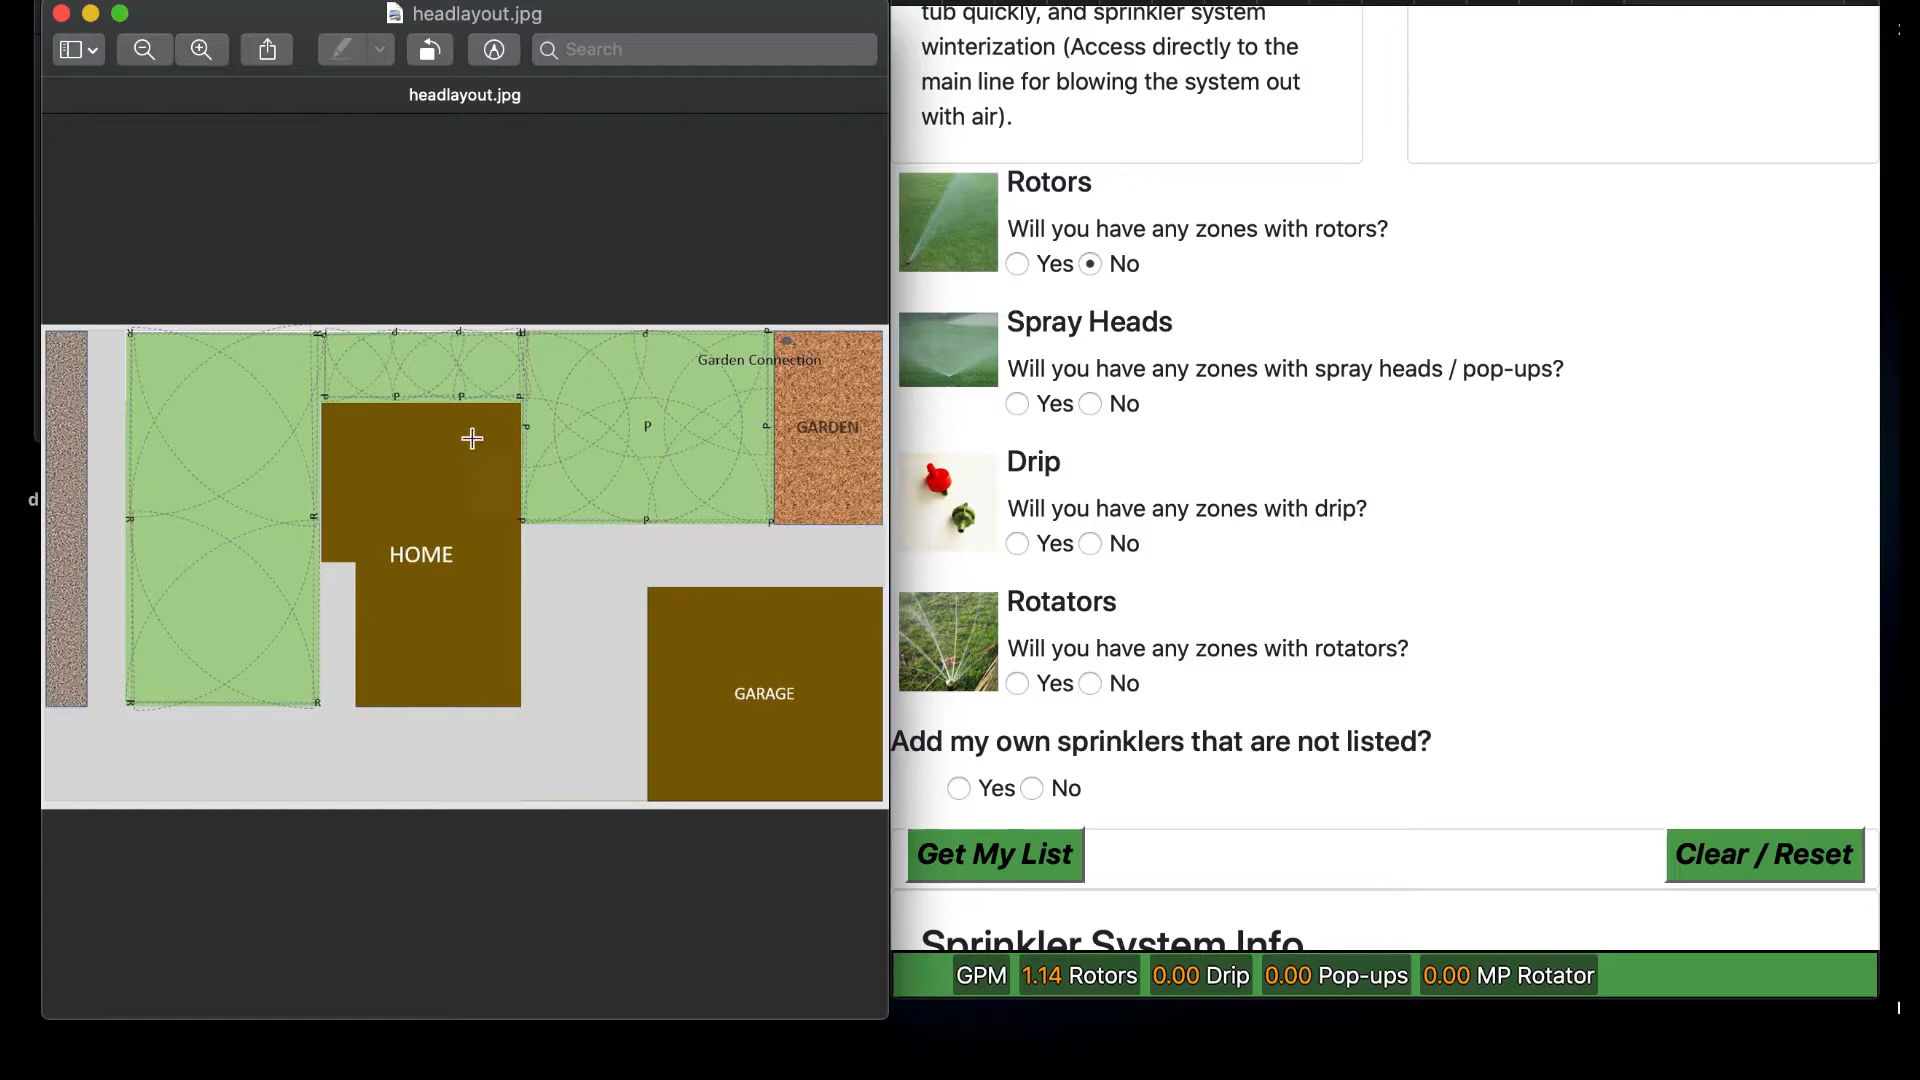 headlayout.jpg
Search
headlayout.jpg
R
R
P
P
P
P
Garden Connection
P
P
P
P
P
P
P
GARDEN
R
R
P
P
P
HOME
R
R
GARAGE
d
tub quickly, and sprinkler system
winterization (Access directly to the
main line for blowing the system out
with air).
Rotors
Will you have any zones with rotors?
Yes No
Spray Heads
Will you have any zones with spray heads / pop-ups?
Yes No
Drip
Will you have any zones with drip?
Yes No
Rotators
Will you have any zones with rotators?
Yes No
Add my own sprinklers that are not listed?
Yes No
Get My List
Clear / Reset
Sprinkler System Info
GPM 1.14 Rotors 0.00 Drip 0.00 Pop-ups 0.00 MP Rotator